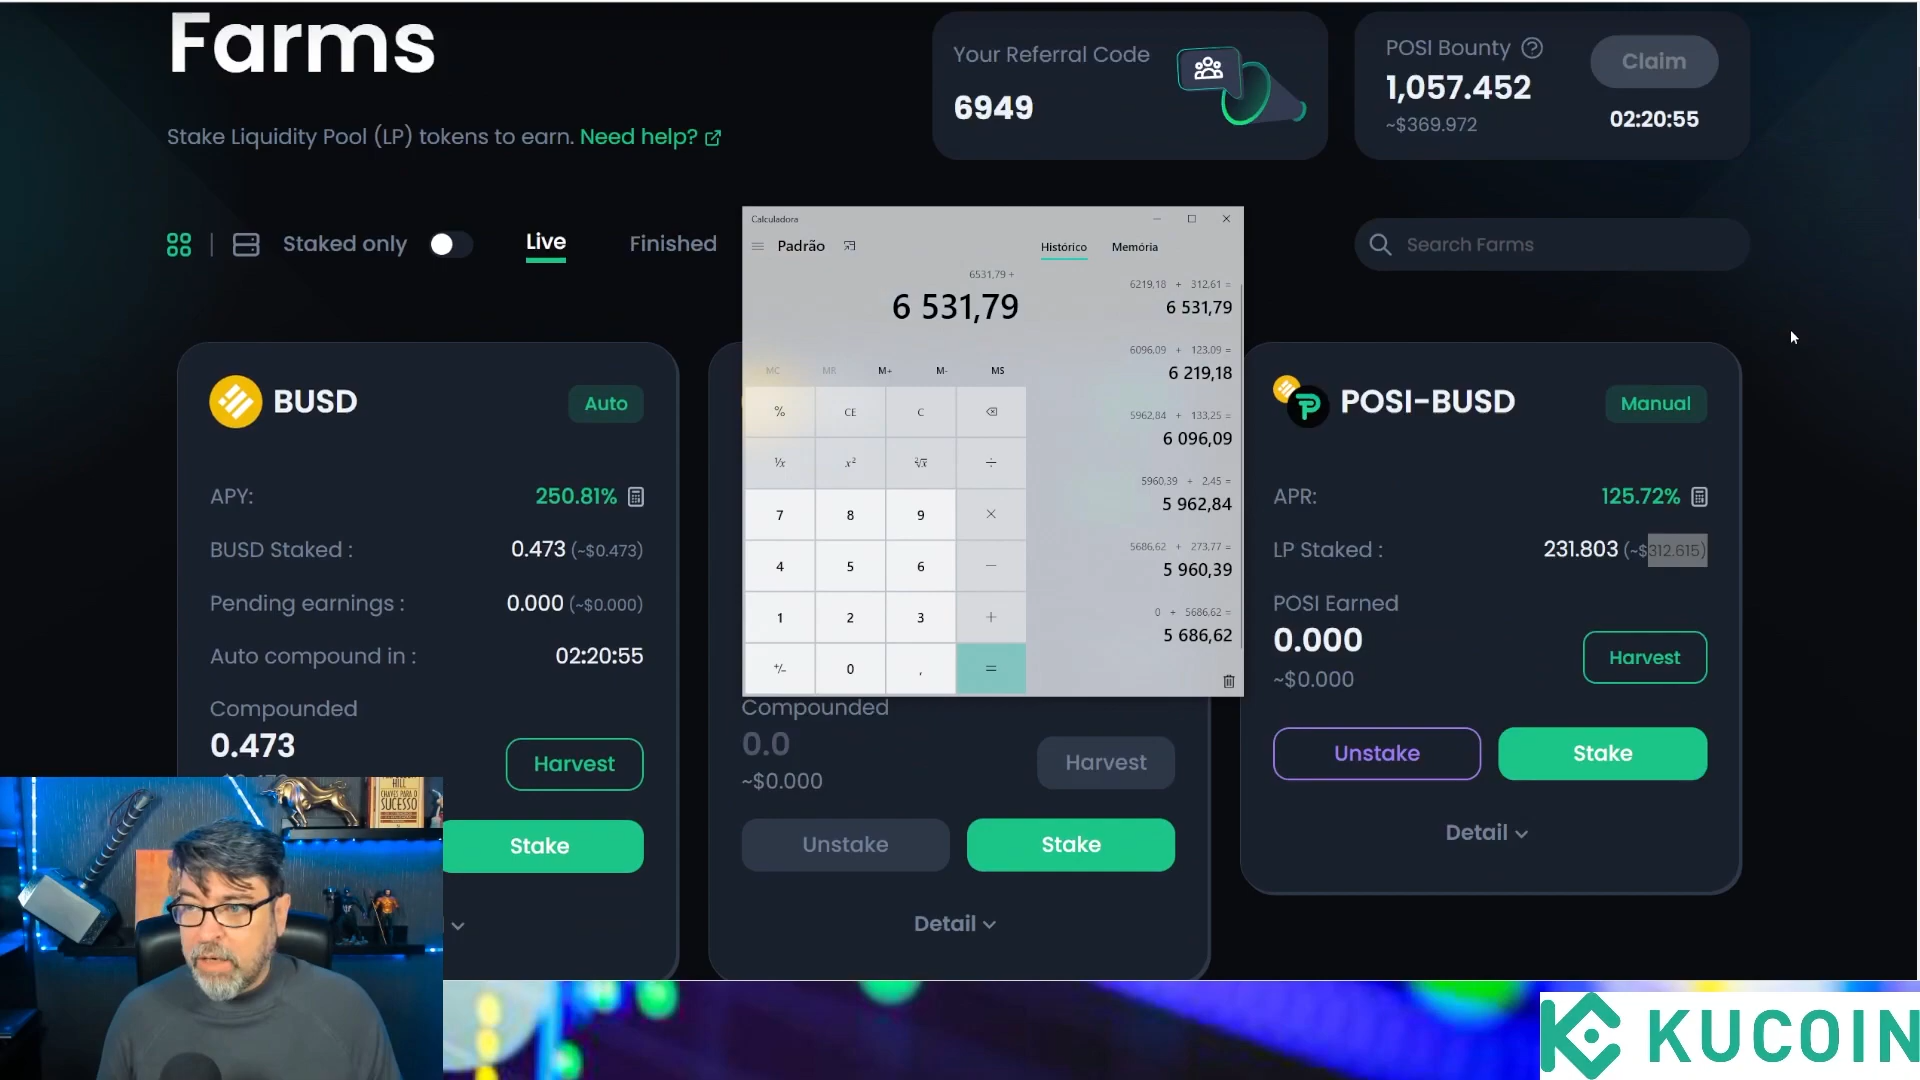 Farms
Stake Liquidity Pool (LP) tokens to earn. Need help?
Your Referral Code
6949
POSI Bounty
1,057.452
~$369.972
Claim
02:20:55
Staked only
Live
Finished
Search Farms
Calculadora
Padrão
Histórico
Memória
6531,79 +
6 531,79
MC MR M+ M- MS
% CE C
⅟x x² ²√x ÷
7 8 9 ×
4 5 6 −
1 2 3 +
+/− 0 , =
6219,18 + 312,61 =
6 531,79
6096,09 + 123,09 =
6 219,18
5962,84 + 133,25 =
6 096,09
5960,39 + 2,45 =
5 962,84
5686,62 + 273,77 =
5 960,39
0 + 5686,62 =
5 686,62
BUSD
Auto
APY: 250.81%
BUSD Staked : 0.473 (~$0.473)
Pending earnings : 0.000 (~$0.000)
Auto compound in : 02:20:55
Compounded
0.473
Harvest
Stake
Compounded
0.0
~$0.000
Harvest
Unstake
Stake
Detail
POSI-BUSD
Manual
APR: 125.72%
LP Staked : 231.803 (~$312.615)
POSI Earned
0.000
~$0.000
Harvest
Unstake
Stake
Detail
HILL
CHAVES PARA O
SUCESSO
KUCOIN